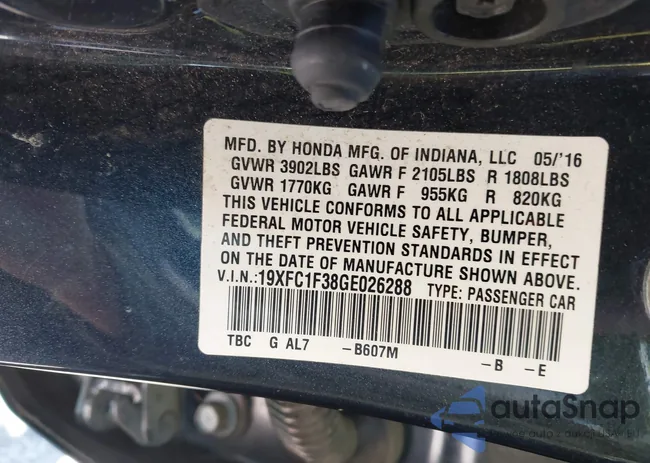 MFD. BY HONDA MFG. OF INDIANA, LLC 05/'16
GVWR 3902LBS GAWR F 2105LBS R 1808LBS
GVWR 1770KG GAWR F 955KG R 820KG
THIS VEHICLE CONFORMS TO ALL APPLICABLE
FEDERAL MOTOR VEHICLE SAFETY, BUMPER,
AND THEFT PREVENTION STANDARDS IN EFFECT
ON THE DATE OF MANUFACTURE SHOWN ABOVE.
V.I.N.:19XFC1F38GE026288 TYPE: PASSENGER CAR
TBC G AL7 -B607M -B -E
autaSnap